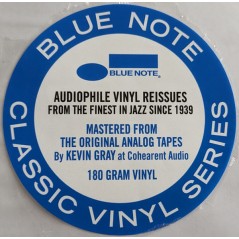 BLUE NOTE
BLUE NOTE.
AUDIOPHILE VINYL REISSUES
FROM THE FINEST IN JAZZ SINCE 1939
MASTERED FROM
THE ORIGINAL ANALOG TAPES
By KEVIN GRAY at Cohearent Audio
180 GRAM VINYL
CLASSIC VINYL SERIES